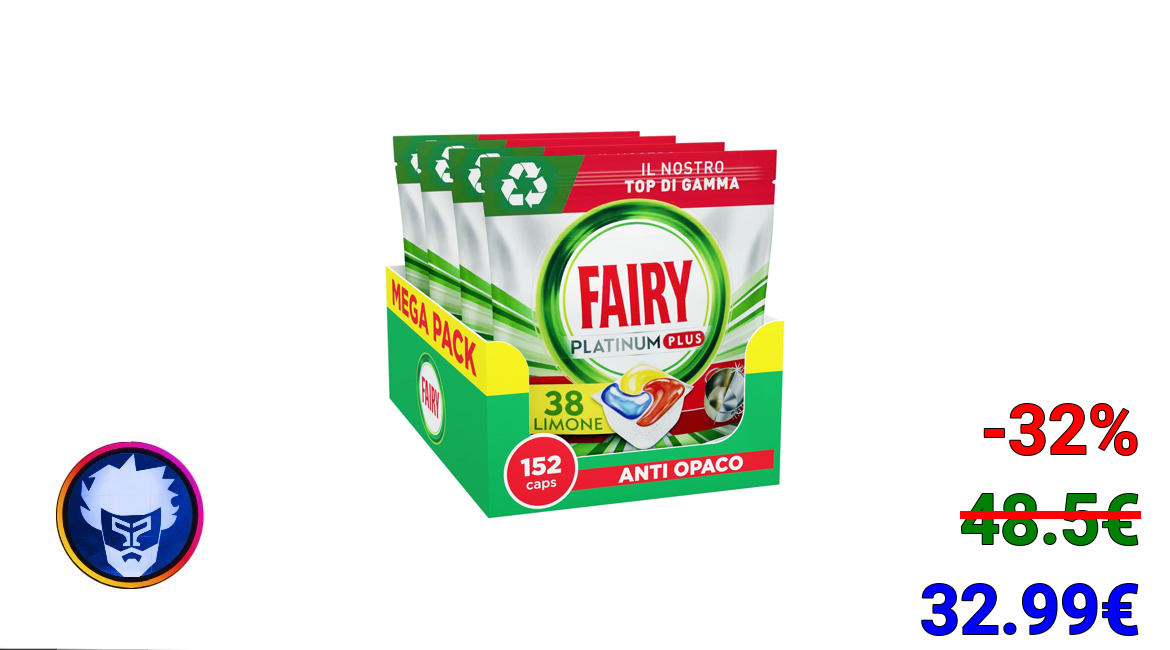 IL NOSTRO
TOP DI GAMMA
FAIRY
PLATINUM PLUS
MEGA PACK
FAIRY
38
LIMONE
152
caps
ANTI OPACO
-32%
48.5€
32.99€